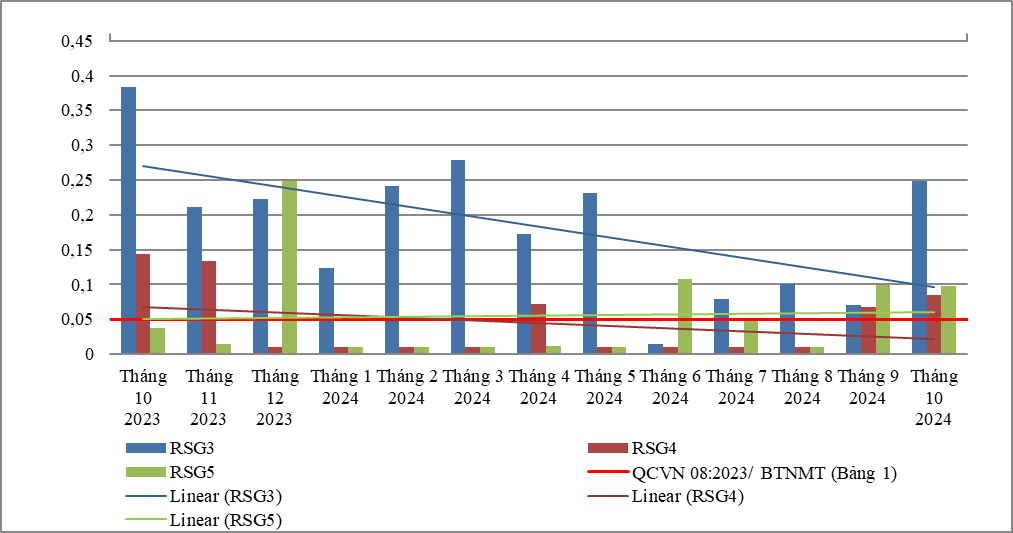 0,45
0,4
0,35
0,3
0,25
0,2
0,15
0,1
0,05
0
Tháng 10 2023
Tháng 11 2023
Tháng 12 2023
Tháng 1 2024
Tháng 2 2024
Tháng 3 2024
Tháng 4 2024
Tháng 5 2024
Tháng 6 2024
Tháng 7 2024
Tháng 8 2024
Tháng 9 2024
Tháng 10 2024
RSG3
RSG4
RSG5
QCVN 08:2023/ BTNMT (Bảng 1)
Linear (RSG3)
Linear (RSG4)
Linear (RSG5)